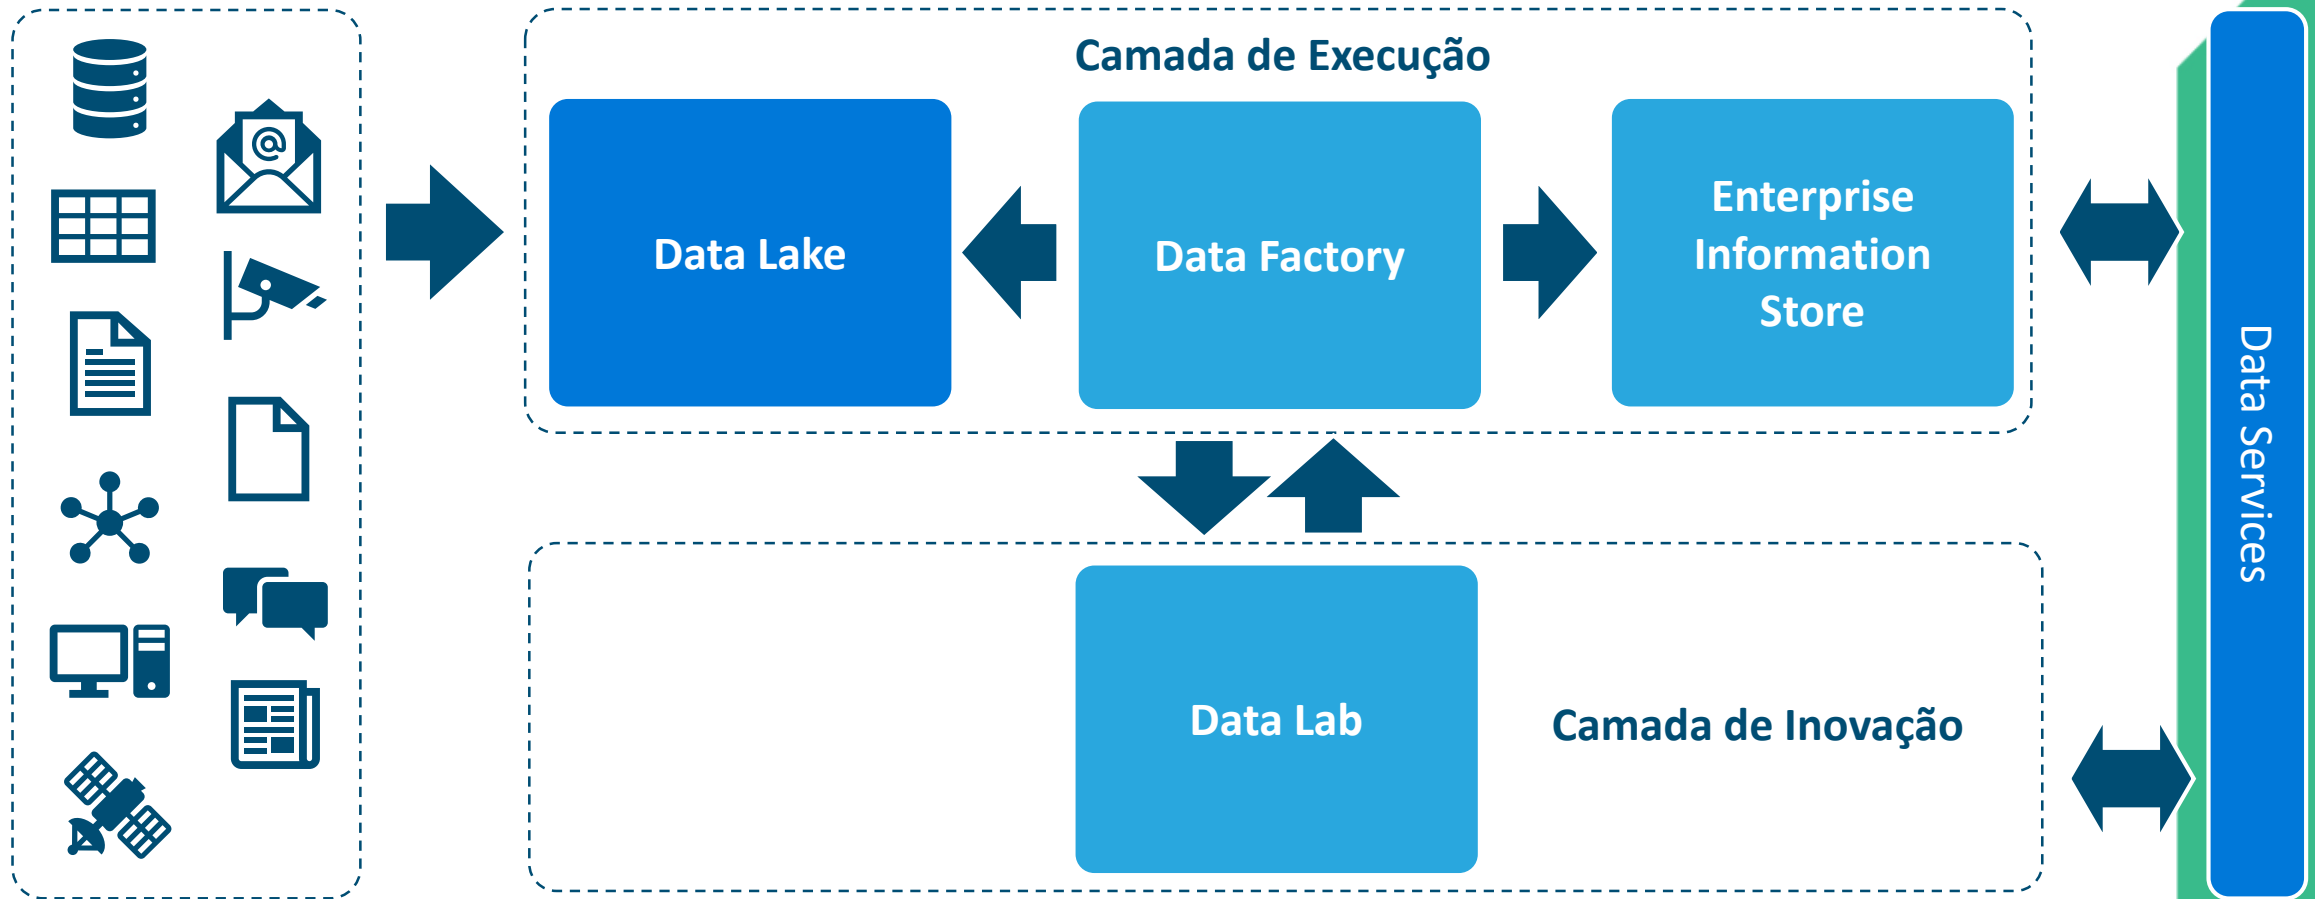 Camada de Execução
Data Lake
Data Factory
Enterprise
Information
Store
Data Services
Data Lab
Camada de Inovação
@